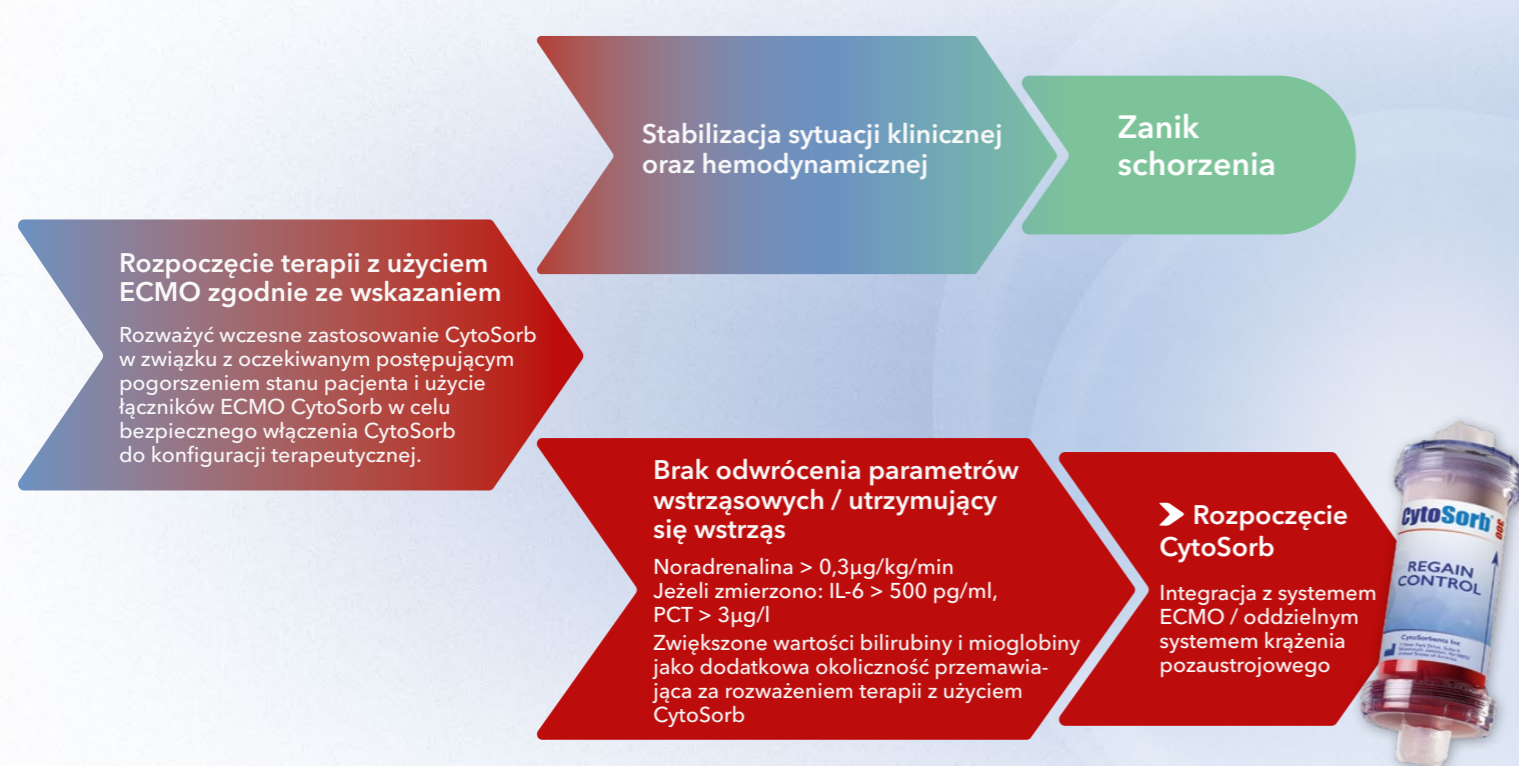 Stabilizacja sytuacji klinicznej
oraz hemodynamicznej
Zanik
schorzenia
Rozpoczęcie terapii z użyciem
ECMO zgodnie ze wskazaniem
Rozważyć wczesne zastosowanie CytoSorb
w związku z oczekiwanym postępującym
pogorszeniem stanu pacjenta i użycie
łączników ECMO CytoSorb w celu
bezpiecznego włączenia CytoSorb
do konfiguracji terapeutycznej.
Brak odwrócenia parametrów
wstrząsowych / utrzymujący
się wstrząs
Noradrenalina > 0,3µg/kg/min
Jeżeli zmierzono: IL-6 > 500 pg/ml,
PCT > 3µg/l
Zwiększone wartości bilirubiny i mioglobiny
jako dodatkowa okoliczność przemawia-
jąca za rozważeniem terapii z użyciem
CytoSorb
Rozpoczęcie
CytoSorb
Integracja z systemem
ECMO / oddzielnym
systemem krążenia
pozaustrojowego
CytoSorb 300
REGAIN
CONTROL
CytoSorbents Inc